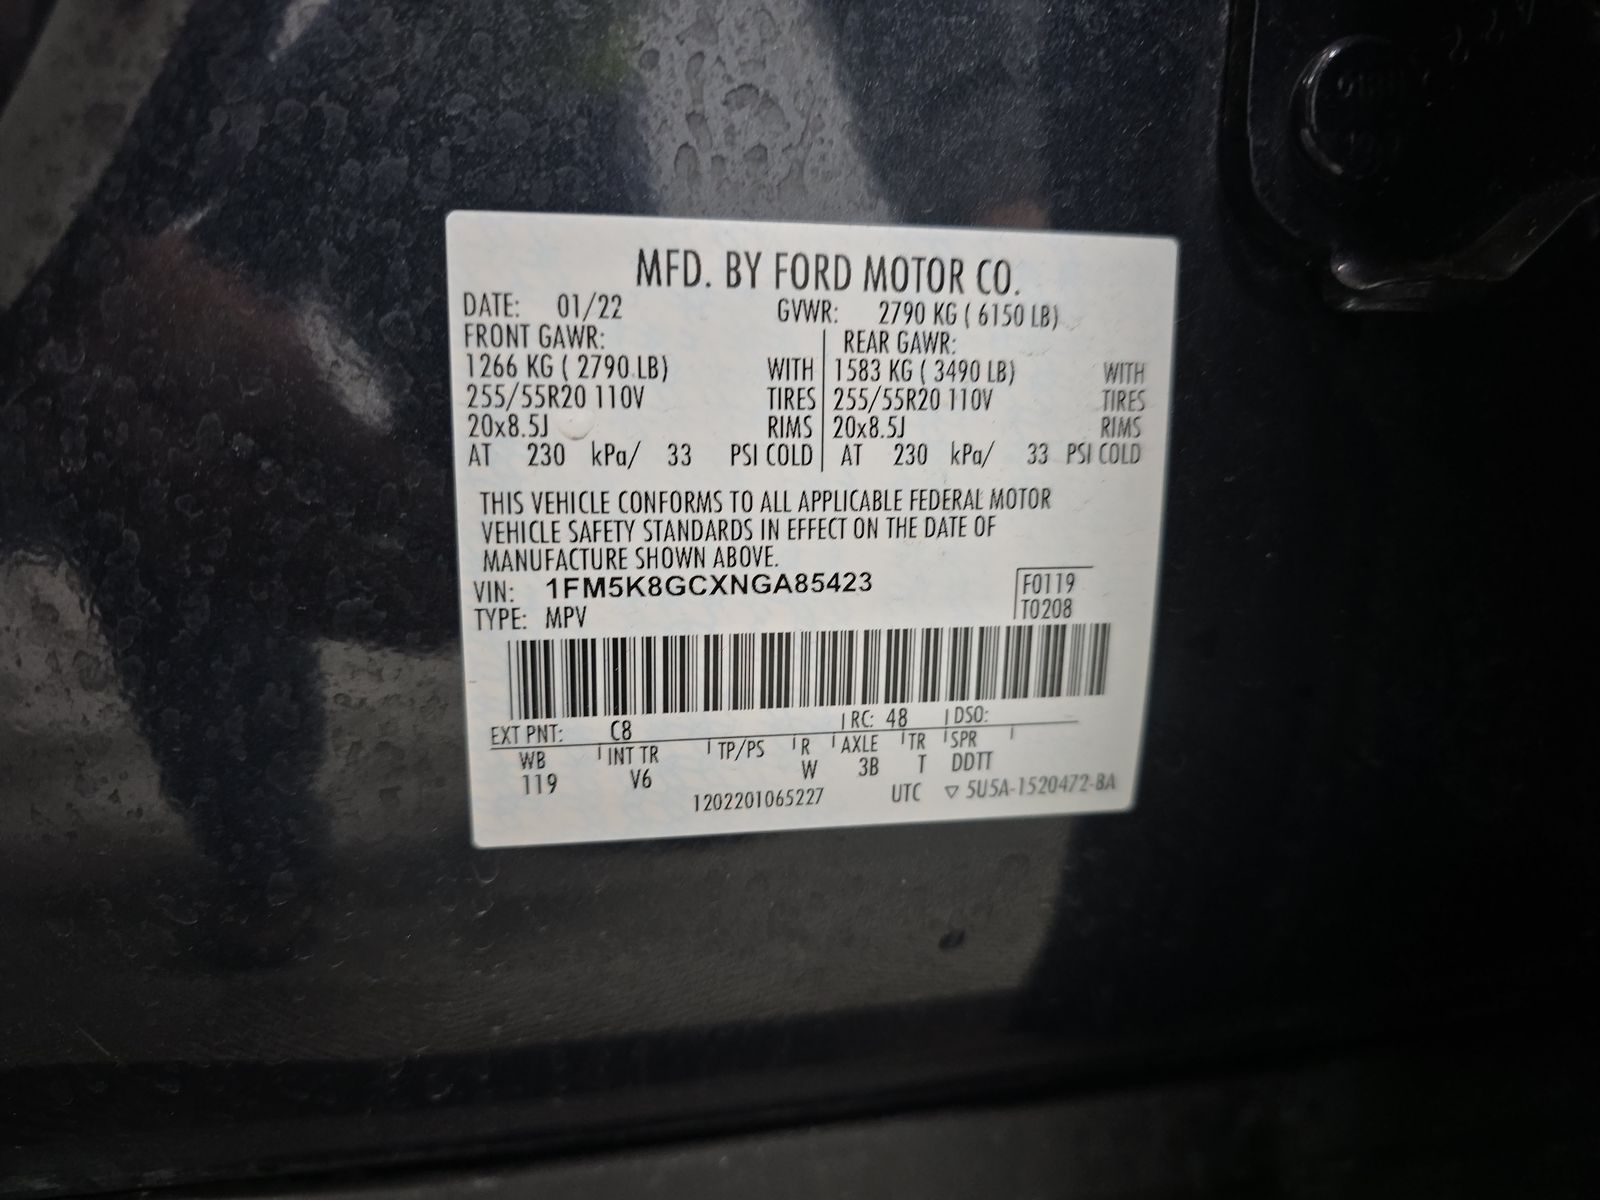 MFD. BY FORD MOTOR CO.
DATE: 01/22 GVWR: 2790 KG ( 6150 LB)
FRONT GAWR: REAR GAWR:
1266 KG ( 2790 LB) WITH 1583 KG ( 3490 LB) WITH
255/55R20 110V TIRES 255/55R20 110V TIRES
20x8.5J RIMS 20x8.5J RIMS
AT 230 kPa/ 33 PSI COLD AT 230 kPa/ 33 PSI COLD
THIS VEHICLE CONFORMS TO ALL APPLICABLE FEDERAL MOTOR
VEHICLE SAFETY STANDARDS IN EFFECT ON THE DATE OF
MANUFACTURE SHOWN ABOVE.
VIN: 1FM5K8GCXNGA85423 F0119
TYPE: MPV T0208
EXT PNT: C8 RC: 48 DSO:
WB INT TR TP/PS R AXLE TR SPR
119 V6 W 3B T DDTT
1202201065227 UTC ▽ 5U5A-1520472-BA